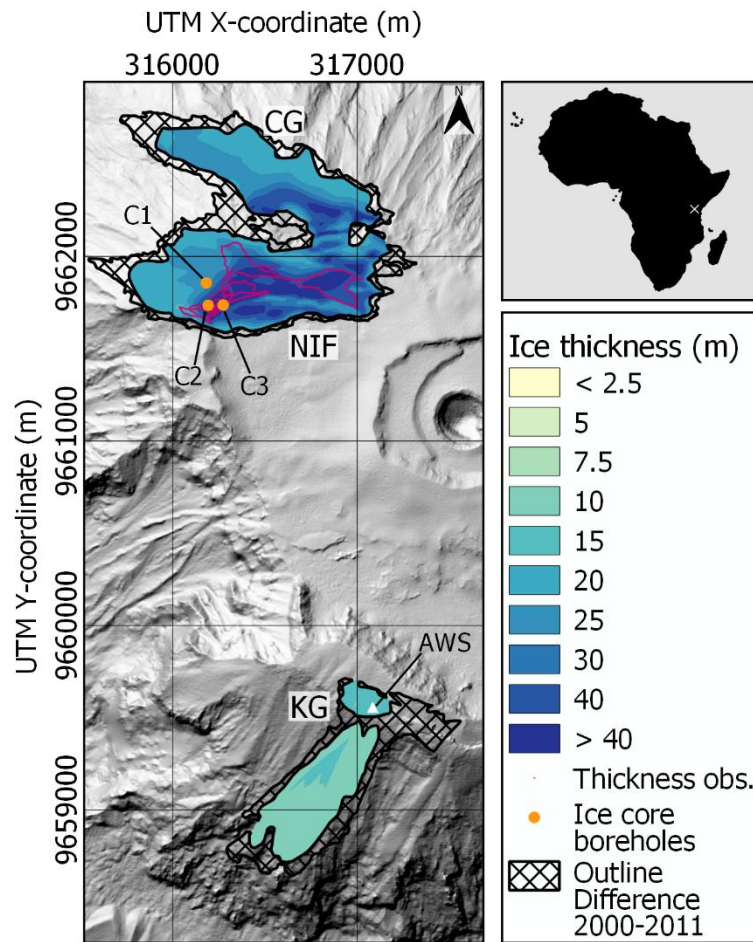 UTM X-coordinate (m)
316000 317000
N
CG
C1
9662000
C2
C3
NIF
9661000
UTM Y-coordinate (m)
9660000
AWS
KG
9659000
Ice thickness (m)
< 2.5
5
7.5
10
15
20
25
30
40
> 40
Thickness obs.
Ice core
boreholes
Outline
Difference
2000-2011